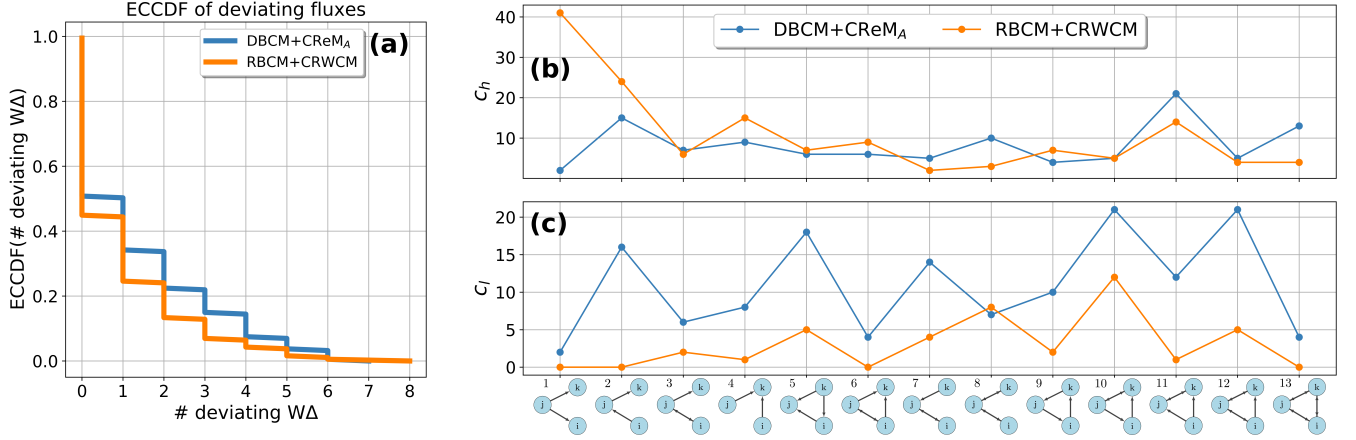 ECCDF of deviating fluxes
DBCM+CReM_A
RBCM+CRWCM
(a)
ECCDF(# deviating WΔ)
1.0
0.8
0.6
0.4
0.2
0.0
0 1 2 3 4 5 6 7 8
# deviating WΔ
DBCM+CReM_A RBCM+CRWCM
(b)
c_h
40
30
20
10
(c)
c_l
20
15
10
5
0
1 2 3 4 5 6 7 8 9 10 11 12 13
k k k k k k k k k k k k k
j j j j j j j j j j j j j
i i i i i i i i i i i i i